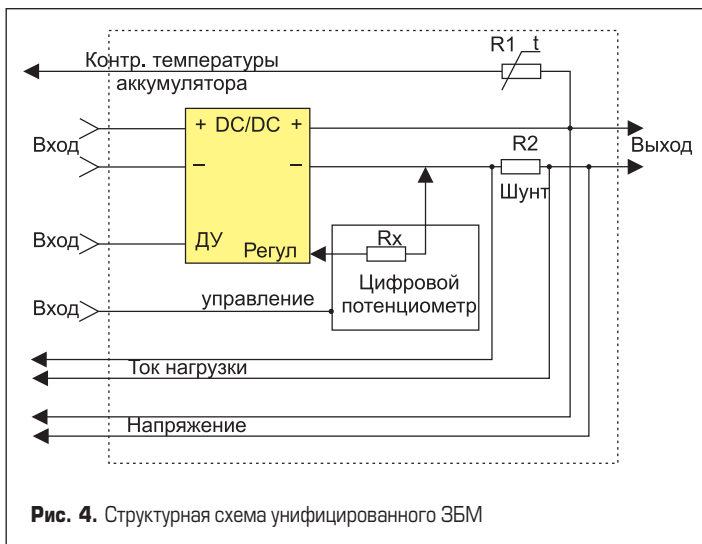 R1 t
Контр. температуры
аккумулятора
+ DC/DC +
R2
Вход
Выход
– –
Шунт
Вход
ДУ
Rx
Регул
Цифровой
потенциометр
управление
Вход
Ток нагрузки
Напряжение
Рис. 4. Структурная схема унифицированного ЗБМ